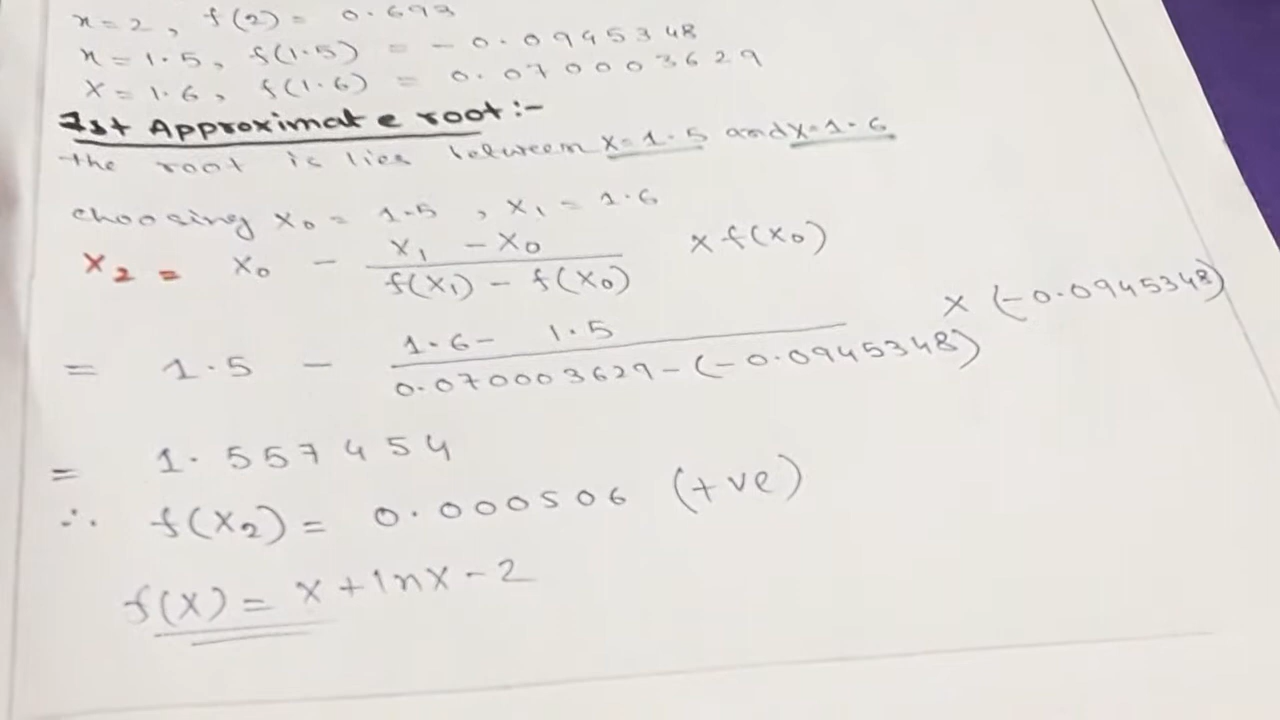 x = 2, f(2) = 0.693
x = 1.5, f(1.5) = -0.0945348
x = 1.6, f(1.6) = 0.070003629
1st Approximate root:-
the root is lies between x=1.5 and x=1.6
choosing x₀ = 1.5, x₁ = 1.6
x₂ = x₀ - (x₁ - x₀)/(f(x₁) - f(x₀)) × f(x₀)
= 1.5 - (1.6 - 1.5)/(0.070003629 - (-0.0945348)) × (-0.0945348)
= 1.557454
∴ f(x₂) = 0.000506 (+ve)
f(x) = x + lnx - 2